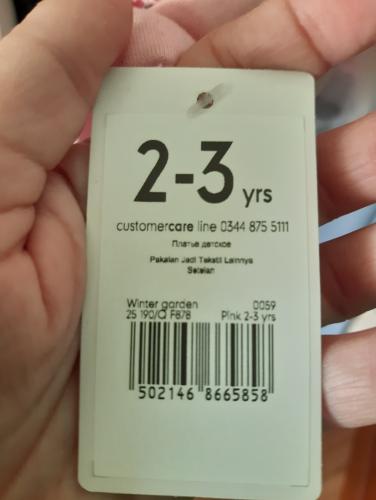 2-3 yrs
customercare line 0344 875 5111
Платье детское
Pakaian Jadi Tekstil Lainnya
Setelan
Winter garden 0059
25 190/Q F878 Pink 2-3 yrs
502146 8665858